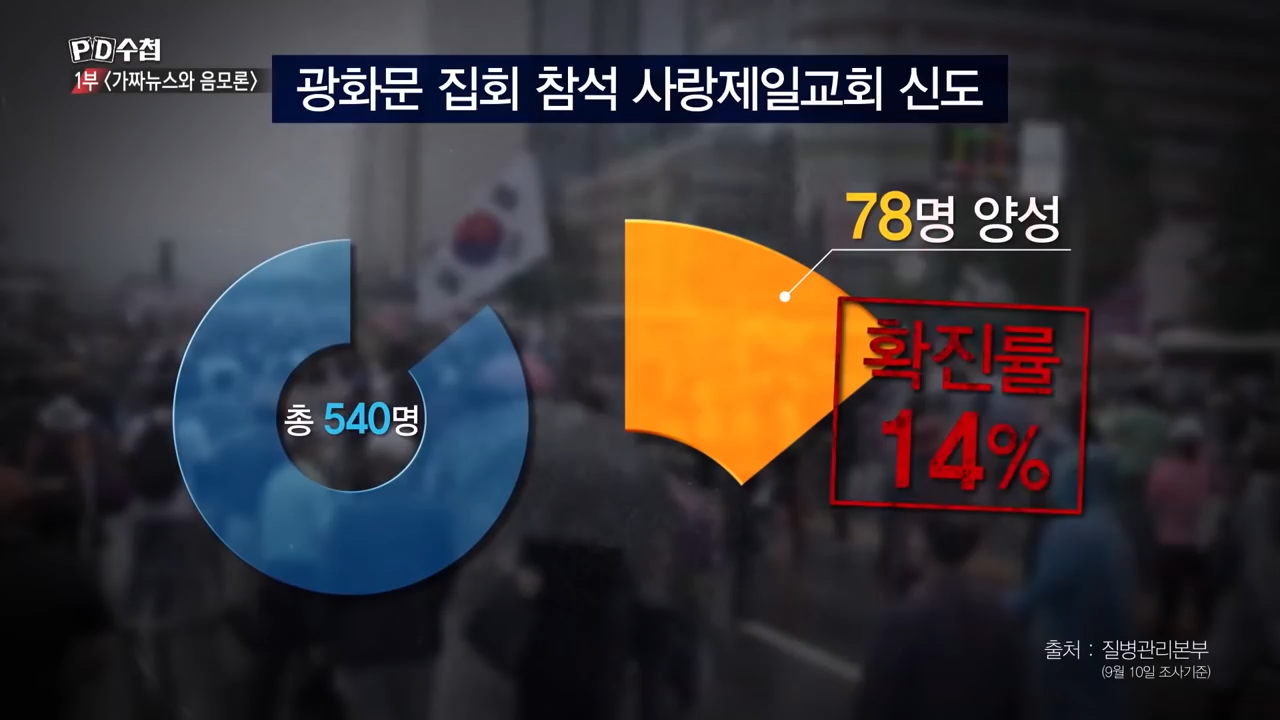 PD수첩
1부 <가짜뉴스와 음모론>
광화문 집회 참석 사랑제일교회 신도
78명 양성
확진률
14%
총 540명
출처 : 질병관리본부
(9월 10일 조사기준)